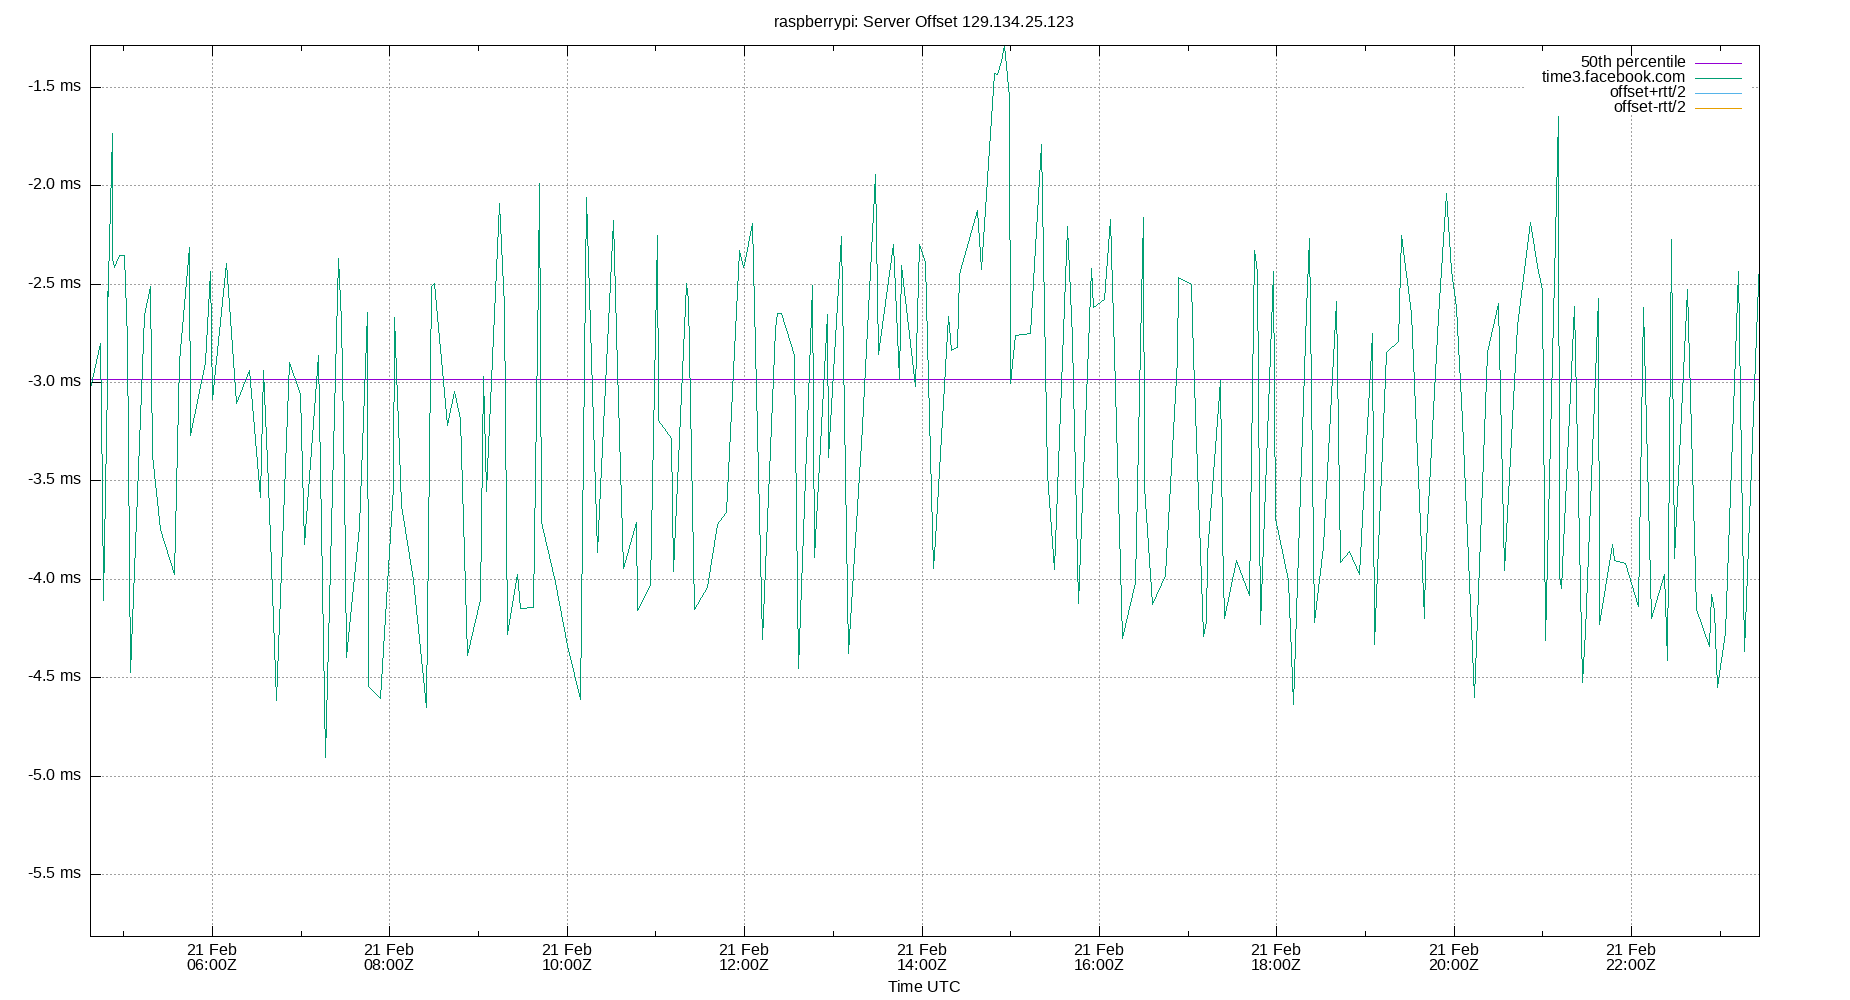 raspberrypi: Server Offset 129.134.25.123
50th percentile
time3.facebook.com
offset+rtt/2
offset-rtt/2
-1.5 ms
-2.0 ms
-2.5 ms
-3.0 ms
-3.5 ms
-4.0 ms
-4.5 ms
-5.0 ms
-5.5 ms
21 Feb 21 Feb 21 Feb 21 Feb 21 Feb 21 Feb 21 Feb 21 Feb 21 Feb
06:00Z 08:00Z 10:00Z 12:00Z 14:00Z 16:00Z 18:00Z 20:00Z 22:00Z
Time UTC